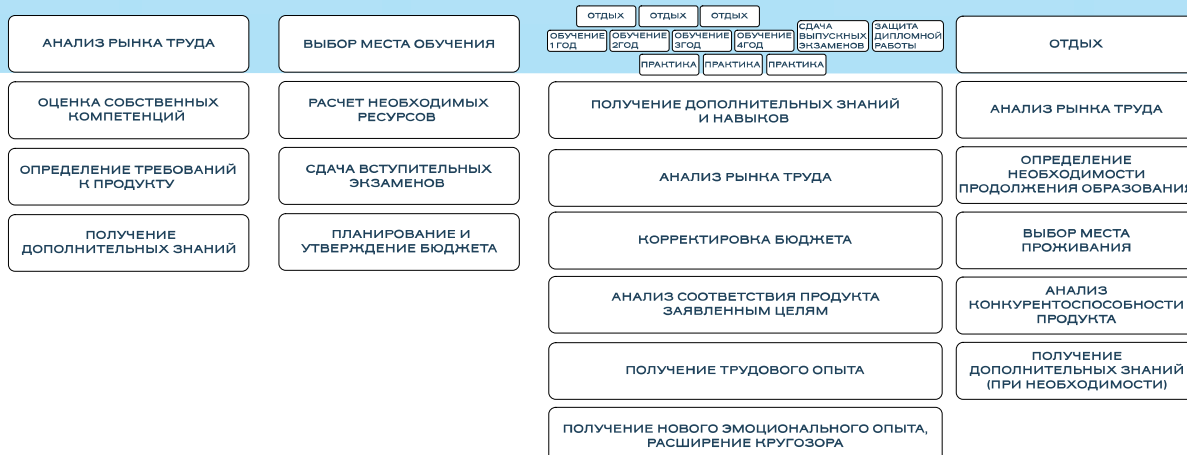 АНАЛИЗ РЫНКА ТРУДА
ОЦЕНКА СОБСТВЕННЫХ
КОМПЕТЕНЦИЙ
ОПРЕДЕЛЕНИЕ ТРЕБОВАНИЙ
К ПРОДУКТУ
ПОЛУЧЕНИЕ
ДОПОЛНИТЕЛЬНЫХ ЗНАНИЙ
ВЫБОР МЕСТА ОБУЧЕНИЯ
РАСЧЕТ НЕОБХОДИМЫХ
РЕСУРСОВ
СДАЧА ВСТУПИТЕЛЬНЫХ
ЭКЗАМЕНОВ
ПЛАНИРОВАНИЕ И
УТВЕРЖДЕНИЕ БЮДЖЕТА
ОТДЫХ
ОТДЫХ
ОТДЫХ
ОБУЧЕНИЕ
1 ГОД
ОБУЧЕНИЕ
2ГОД
ОБУЧЕНИЕ
3ГОД
ОБУЧЕНИЕ
4ГОД
СДАЧА
ВЫПУСКНЫХ
ЭКЗАМЕНОВ
ЗАЩИТА
ДИПЛОМНОЙ
РАБОТЫ
ПРАКТИКА
ПРАКТИКА
ПРАКТИКА
ПОЛУЧЕНИЕ ДОПОЛНИТЕЛЬНЫХ ЗНАНИЙ
И НАВЫКОВ
АНАЛИЗ РЫНКА ТРУДА
КОРРЕКТИРОВКА БЮДЖЕТА
АНАЛИЗ СООТВЕТСТВИЯ ПРОДУКТА
ЗАЯВЛЕННЫМ ЦЕЛЯМ
ПОЛУЧЕНИЕ ТРУДОВОГО ОПЫТА
ПОЛУЧЕНИЕ НОВОГО ЭМОЦИОНАЛЬНОГО ОПЫТА,
РАСШИРЕНИЕ КРУГОЗОРА
ОТДЫХ
АНАЛИЗ РЫНКА ТРУДА
ОПРЕДЕЛЕНИЕ
НЕОБХОДИМОСТИ
ПРОДОЛЖЕНИЯ ОБРАЗОВАНИЯ
ВЫБОР МЕСТА
ПРОЖИВАНИЯ
АНАЛИЗ
КОНКУРЕНТОСПОСОБНОСТИ
ПРОДУКТА
ПОЛУЧЕНИЕ
ДОПОЛНИТЕЛЬНЫХ ЗНАНИЙ
(ПРИ НЕОБХОДИМОСТИ)